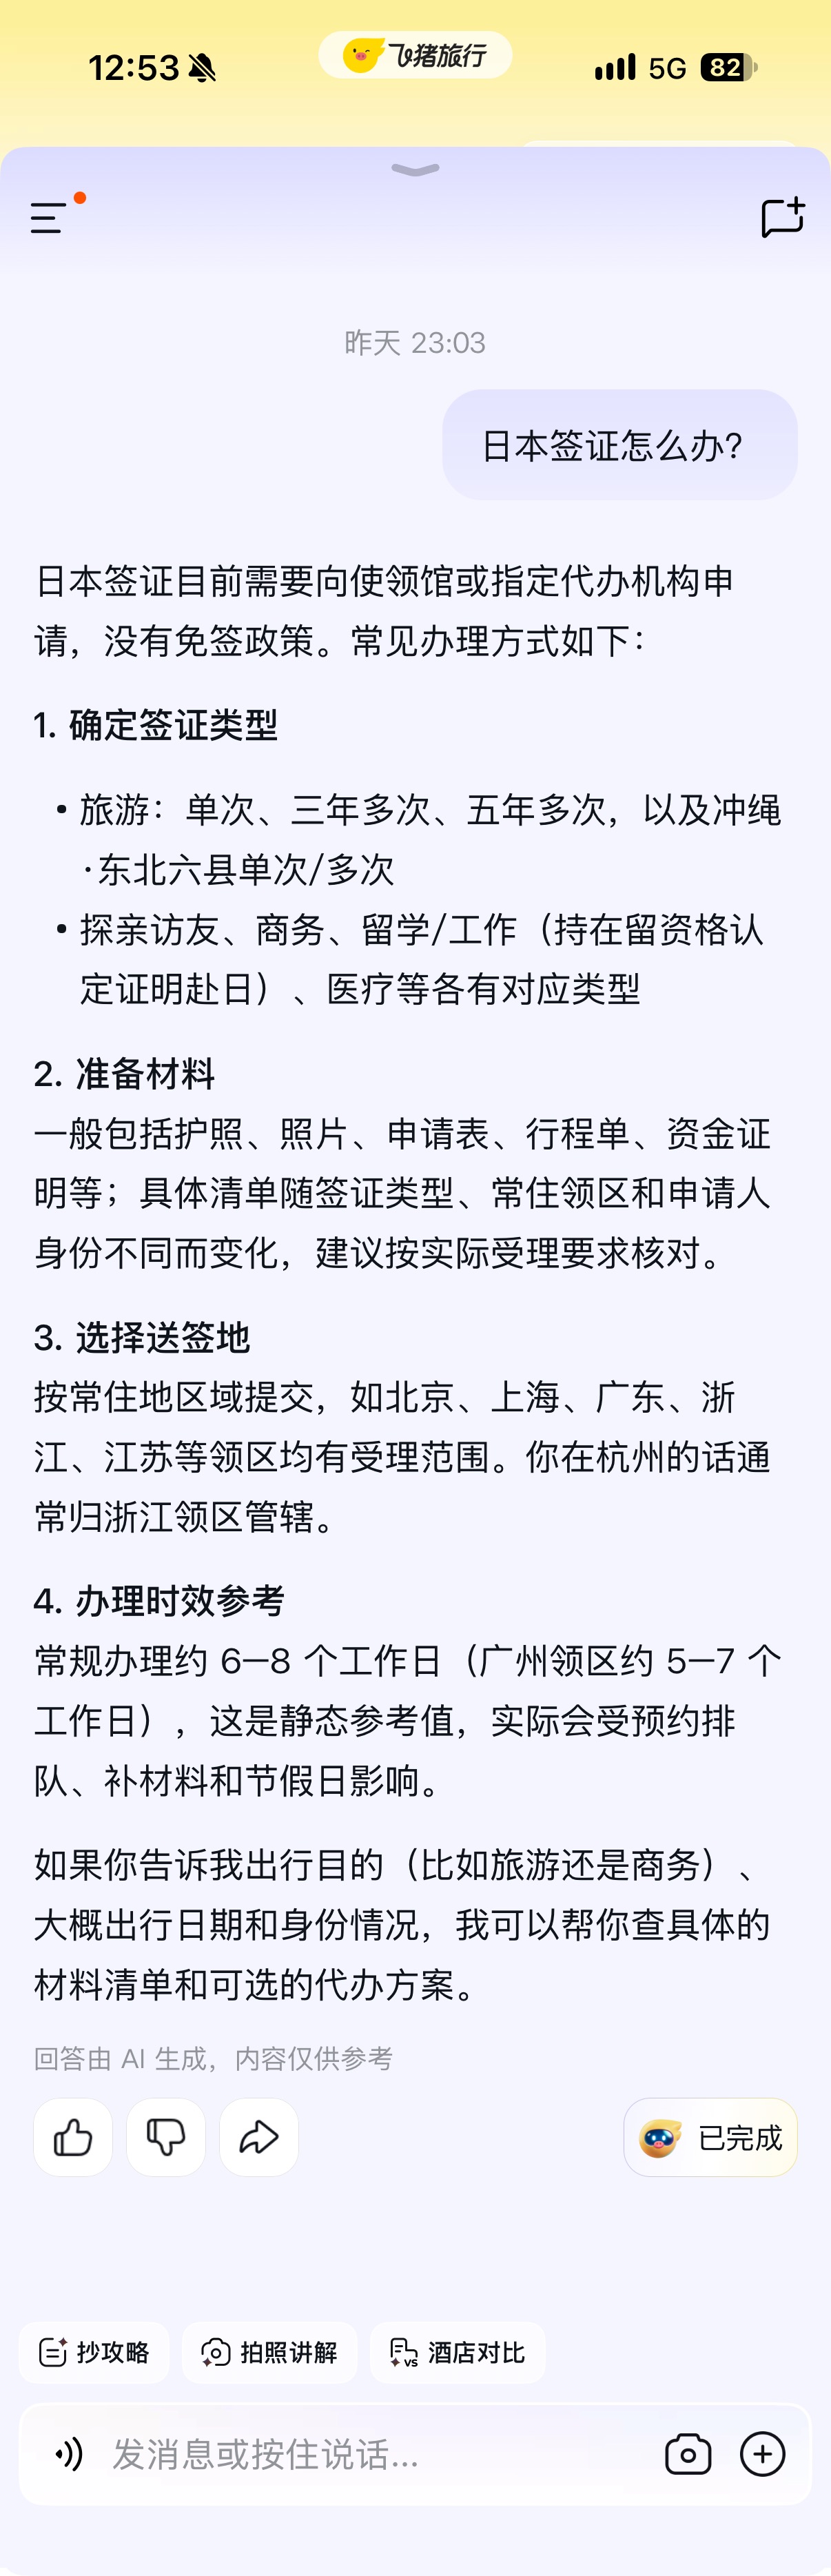 12:53
飞猪旅行
5G
82
昨天 23:03
日本签证怎么办?
日本签证目前需要向使领馆或指定代办机构申
请，没有免签政策。常见办理方式如下：
1. 确定签证类型
• 旅游：单次、三年多次、五年多次，以及冲绳
·东北六县单次/多次
• 探亲访友、商务、留学/工作（持在留资格认
定证明赴日）、医疗等各有对应类型
2. 准备材料
一般包括护照、照片、申请表、行程单、资金证
明等；具体清单随签证类型、常住领区和申请人
身份不同而变化，建议按实际受理要求核对。
3. 选择送签地
按常住地区域提交，如北京、上海、广东、浙
江、江苏等领区均有受理范围。你在杭州的话通
常归浙江领区管辖。
4. 办理时效参考
常规办理约 6—8 个工作日（广州领区约 5—7 个
工作日），这是静态参考值，实际会受预约排
队、补材料和节假日影响。
如果你告诉我出行目的（比如旅游还是商务）、
大概出行日期和身份情况，我可以帮你查具体的
材料清单和可选的代办方案。
回答由 AI 生成，内容仅供参考
已完成
抄攻略
拍照讲解
VS
酒店对比
发消息或按住说话...